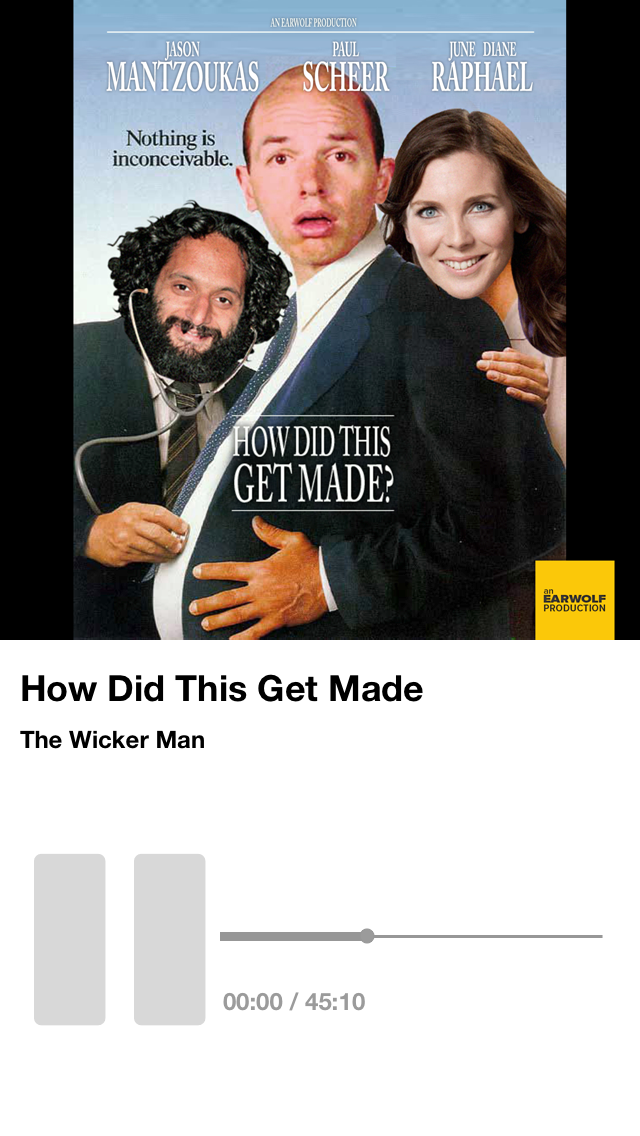 AN EARWOLF PRODUCTION
JASON
MANTZOUKAS
PAUL
SCHEER
JUNE DIANE
RAPHAEL
Nothing is
inconceivable.
HOW DID THIS
GET MADE?
an
EARWOLF
PRODUCTION
How Did This Get Made
The Wicker Man
00:00 / 45:10